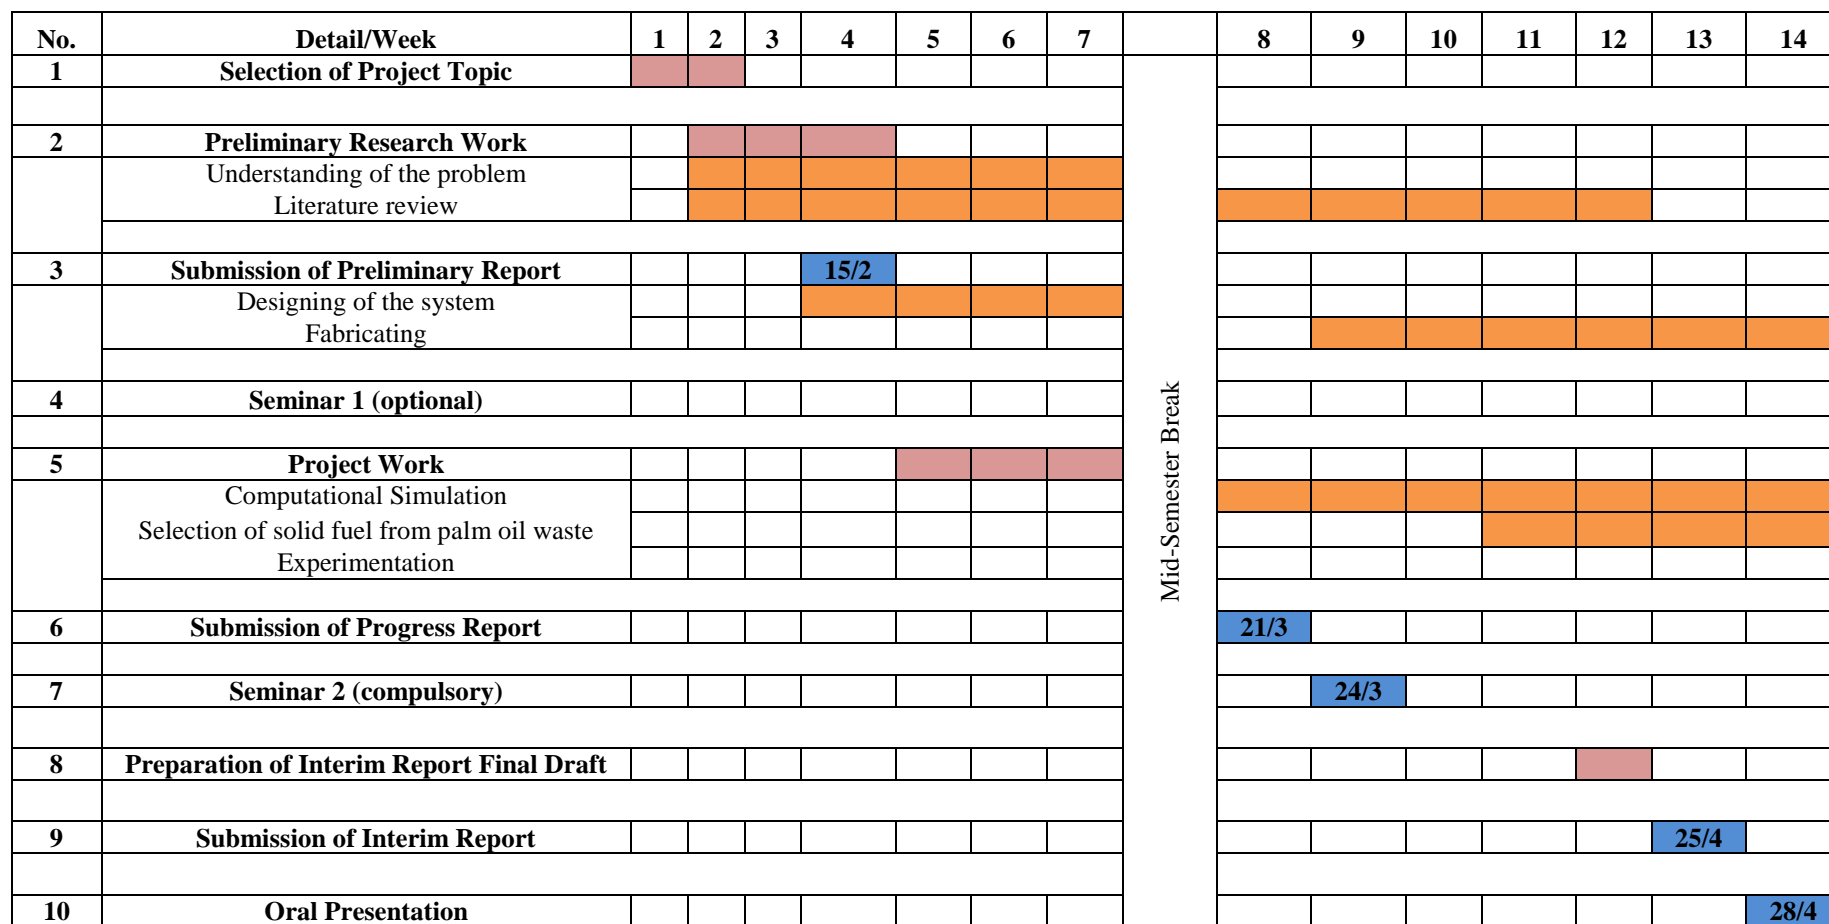 No. Detail/Week 1 2 3 4 5 6 7 8 9 10 11 12 13 14
1 Selection of Project Topic
2 Preliminary Research Work
Understanding of the problem
Literature review
3 Submission of Preliminary Report 15/2
Designing of the system
Fabricating
4 Seminar 1 (optional)
Mid-Semester Break
5 Project Work
Computational Simulation
Selection of solid fuel from palm oil waste
Experimentation
6 Submission of Progress Report 21/3
7 Seminar 2 (compulsory) 24/3
8 Preparation of Interim Report Final Draft
9 Submission of Interim Report 25/4
10 Oral Presentation 28/4